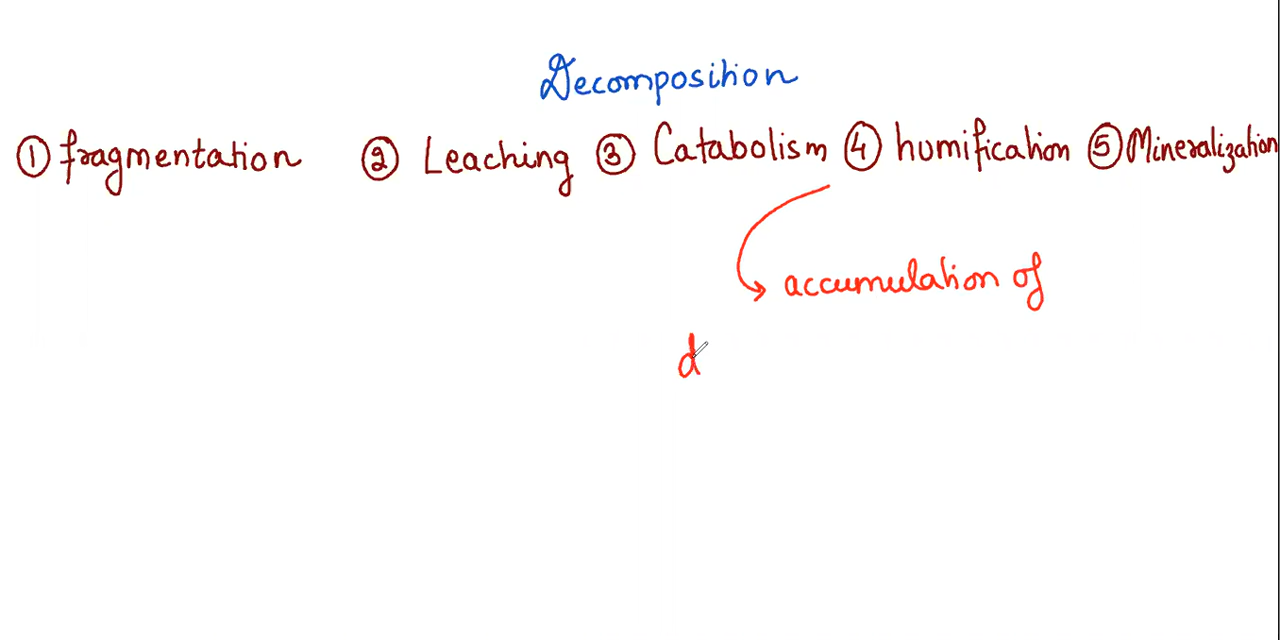 Decomposition
① fragmentation ② Leaching ③ Catabolism ④ humification ⑤ Mineralization
accumulation of
d